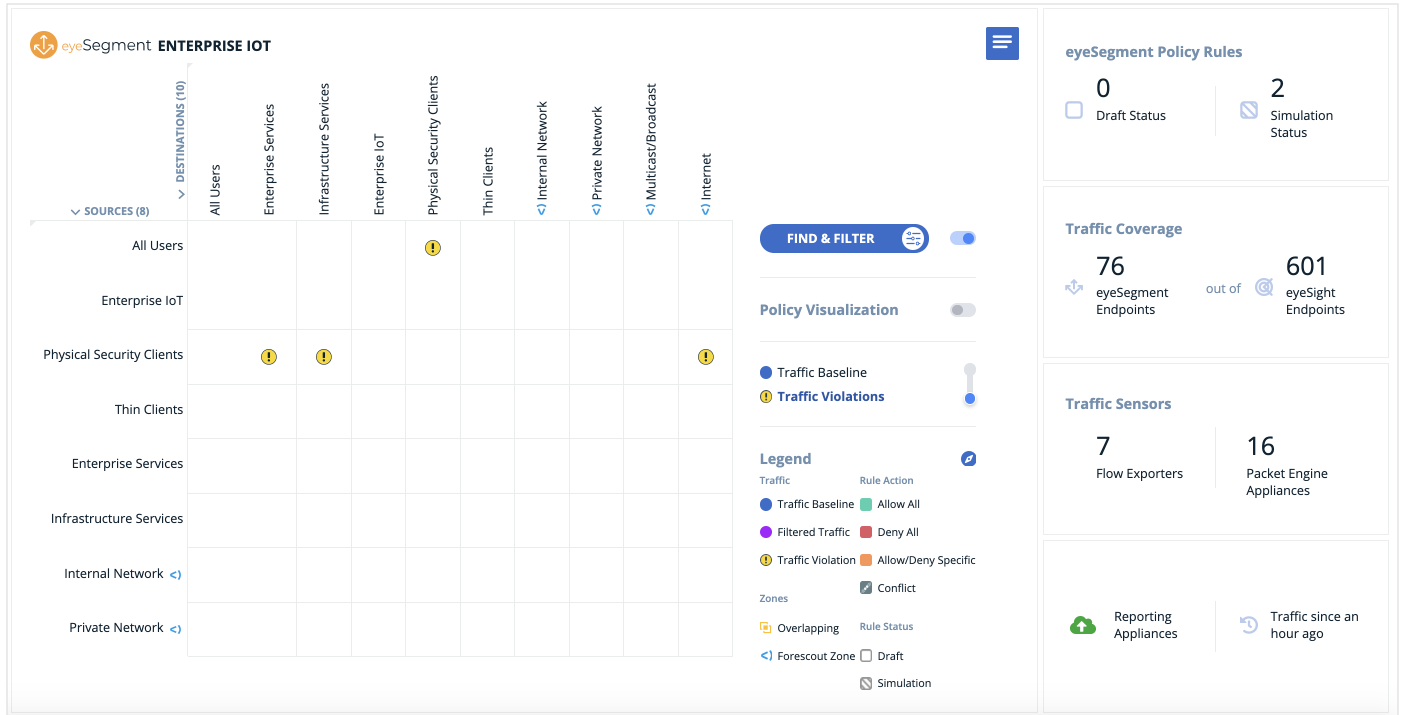 eyeSegment ENTERPRISE IOT
DESTINATIONS (10)
SOURCES (8)
All Users
Enterprise Services
Infrastructure Services
Enterprise IoT
Physical Security Clients
Thin Clients
Internal Network
Private Network
Multicast/Broadcast
Internet
All Users
Enterprise IoT
Physical Security Clients
Thin Clients
Enterprise Services
Infrastructure Services
Internal Network
Private Network
FIND & FILTER
Policy Visualization
Traffic Baseline
Traffic Violations
Legend
Traffic
Traffic Baseline
Filtered Traffic
Traffic Violation
Zones
Overlapping
Forescout Zone
Rule Action
Allow All
Deny All
Allow/Deny Specific
Conflict
Rule Status
Draft
Simulation
eyeSegment Policy Rules
0
Draft Status
2
Simulation
Status
Traffic Coverage
76
eyeSegment
Endpoints
out of
601
eyeSight
Endpoints
Traffic Sensors
7
Flow Exporters
16
Packet Engine
Appliances
Reporting
Appliances
Traffic since an
hour ago